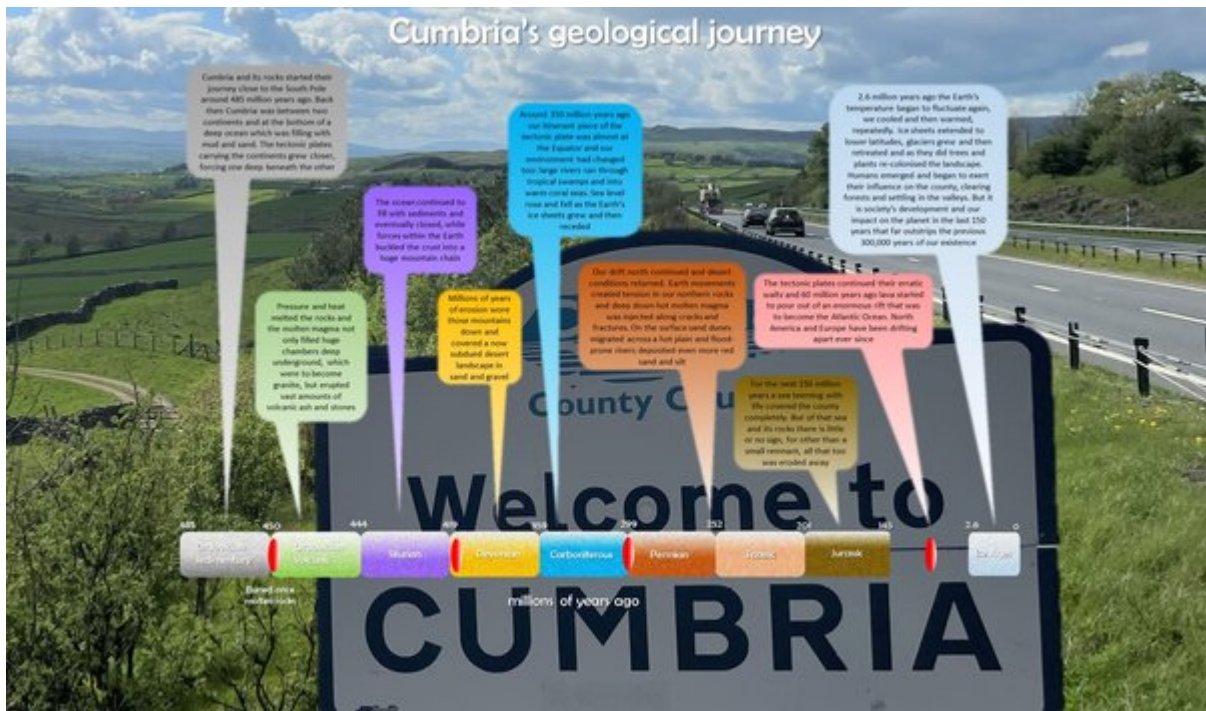 Cumbria's geological journey
Cumbria and its rocks started their
journey close to the South Pole
around 485 million years ago. Back
then Cumbria was between two
continents and at the bottom of a
deep ocean which was filling with
mud and sand. The tectonic plates
carrying the continents grew closer,
forcing one deep beneath the other
Pressure and heat
melted the rocks and
the molten magma not
only filled huge
chambers deep
underground, which
were to become
granite, but erupted
vast amounts of
volcanic ash and stones
The ocean continued to
fill with sediments and
eventually closed, while
forces within the Earth
buckled the crust into a
huge mountain chain
Millions of years
of erosion wore
those mountains
down and
covered a now
subdued desert
landscape in
sand and gravel
Around 350 million years ago
our itinerant piece of the
tectonic plate was almost at
the Equator and our
environment had changed
too: large rivers ran through
tropical swamps and into
warm coral seas. Sea level
rose and fell as the Earth's
ice sheets grew and then
receded
Our drift north continued and desert
conditions returned. Earth movements
created tension in our northern rocks
and deep down hot molten magma
was injected along cracks and
fractures. On the surface sand dunes
migrated across a hot plain and flood-
prone rivers deposited even more red
sand and silt
For the next 150 million
years a sea teeming with
life covered the county
completely. But of that sea
and its rocks there is little
or no sign, for other than a
small remnant, all that too
was eroded away
The tectonic plates continued their erratic
waltz and 60 million years ago lava started
to pour out of an enormous rift that was
to become the Atlantic Ocean. North
America and Europe have been drifting
apart ever since
2.6 million years ago the Earth's
temperature began to fluctuate again,
we cooled and then warmed,
repeatedly. Ice sheets extended to
lower latitudes, glaciers grew and then
retreated and as they did trees and
plants re-colonised the landscape.
Humans emerged and began to exert
their influence on the county, clearing
forests and settling in the valleys. But it
is society's development and our
impact on the planet in the last 150
years that far outstrips the previous
300,000 years of our existence
County Cou
Welcome to
485 450 444 419 359 299 252 201 145 2.6 0
Ordovician Ordovician Silurian Devonian Carboniferous Permian Triassic Jurassic Ice Ages
sedimentary volcanic
Buried once
molten rocks
millions of years ago
CUMBRIA